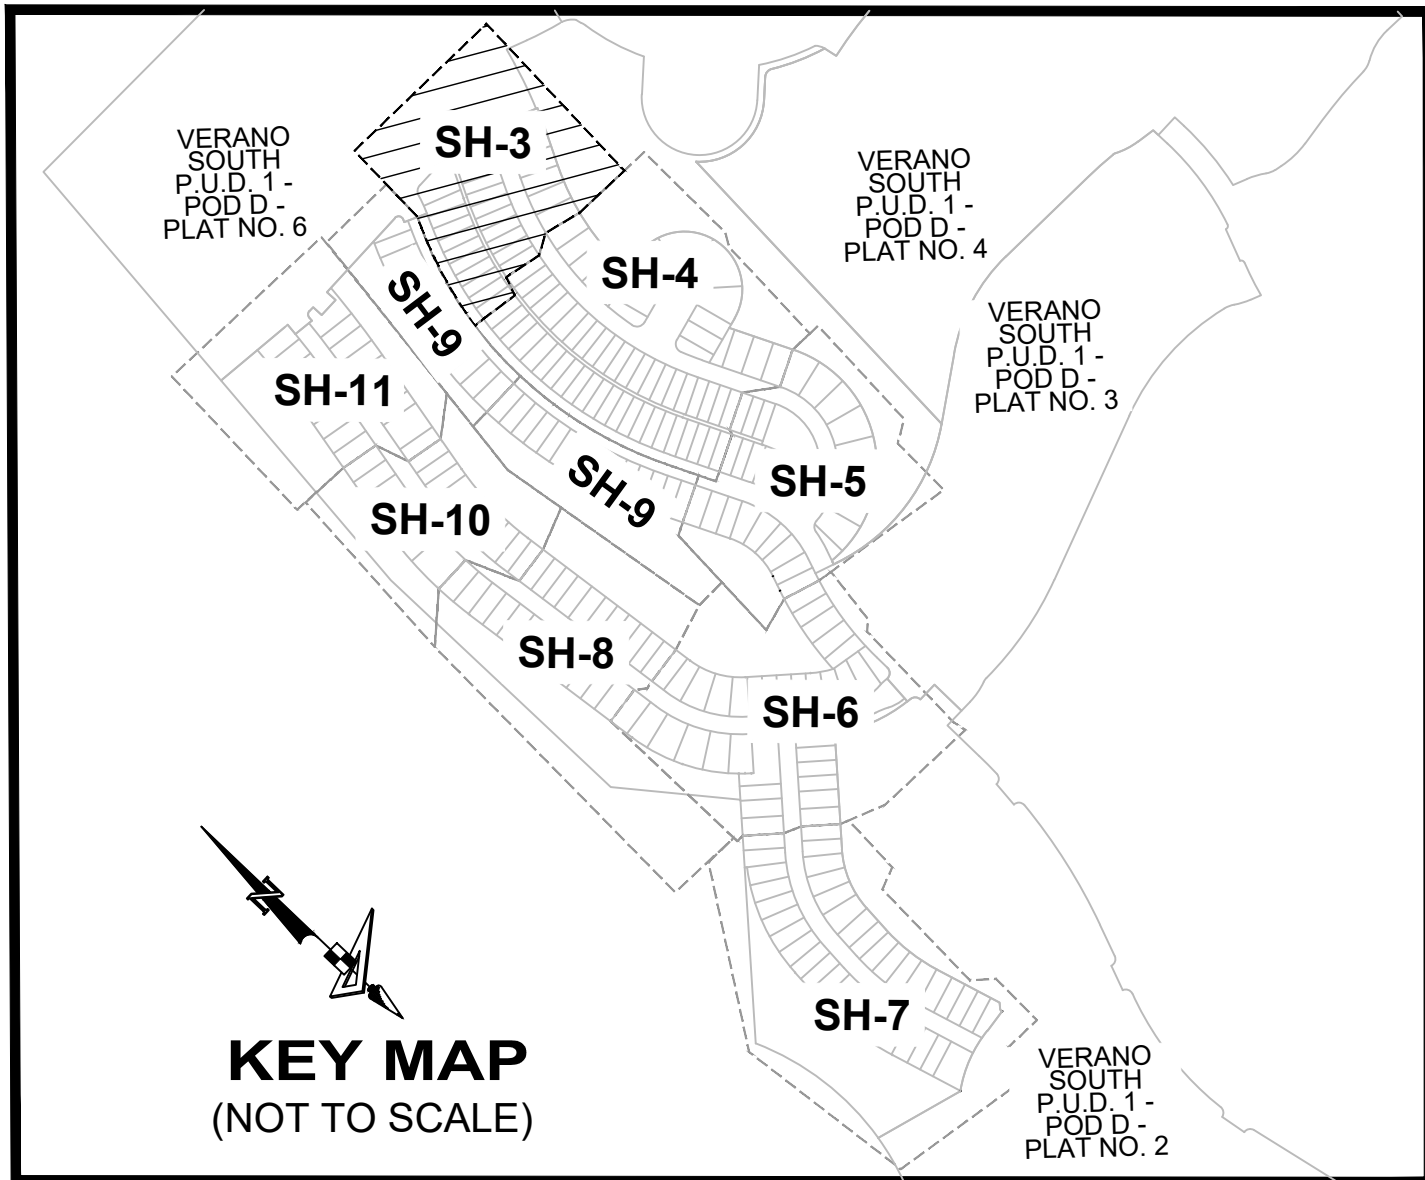 SH-3
VERANO
SOUTH
P.U.D. 1 -
POD D -
PLAT NO. 6
VERANO
SOUTH
P.U.D. 1 -
POD D -
PLAT NO. 4
SH-4
SH-9
VERANO
SOUTH
P.U.D. 1 -
POD D -
PLAT NO. 3
SH-11
SH-5
SH-9
SH-10
SH-8
SH-6
N
SH-7
KEY MAP
(NOT TO SCALE)
VERANO
SOUTH
P.U.D. 1 -
POD D -
PLAT NO. 2